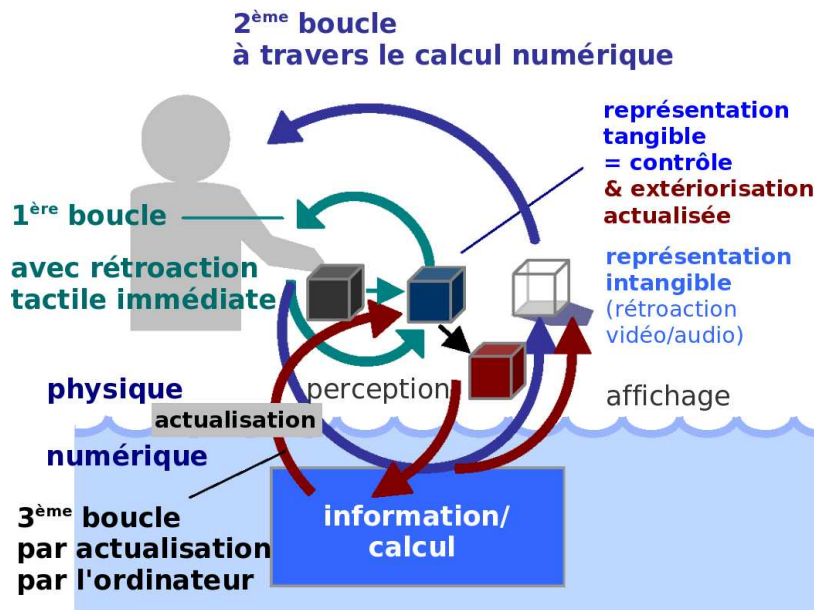 2ème boucle
à travers le calcul numérique
représentation
tangible
= contrôle
& extériorisation
actualisée
1ère boucle
avec rétroaction
tactile immédiate
représentation
intangible
(rétroaction
vidéo/audio)
physique
perception
affichage
actualisation
numérique
3ème boucle
par actualisation
par l'ordinateur
information/
calcul